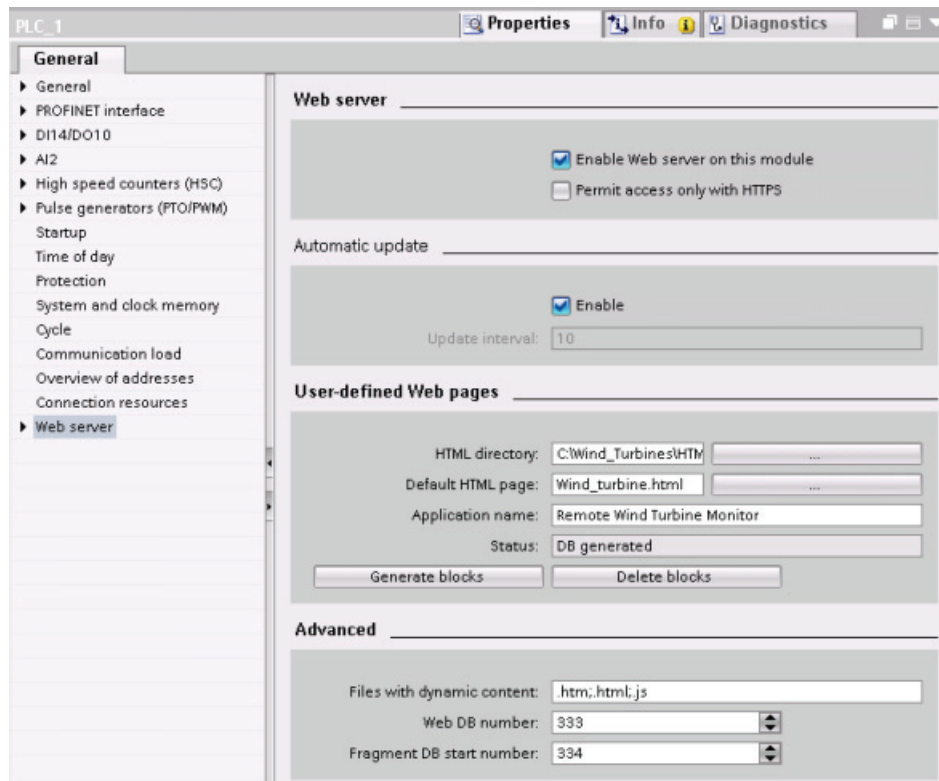 PLC_1
Properties
Info
Diagnostics
General
General
PROFINET interface
DI14/DO10
AI2
High speed counters (HSC)
Pulse generators (PTO/PWM)
Startup
Time of day
Protection
System and clock memory
Cycle
Communication load
Overview of addresses
Connection resources
Web server
Web server
Enable Web server on this module
Permit access only with HTTPS
Automatic update
Enable
Update interval: 10
User-defined Web pages
HTML directory: C:\Wind_Turbines\HTM ...
Default HTML page: Wind_turbine.html ...
Application name: Remote Wind Turbine Monitor
Status: DB generated
Generate blocks Delete blocks
Advanced
Files with dynamic content: .htm;.html;.js
Web DB number: 333
Fragment DB start number: 334